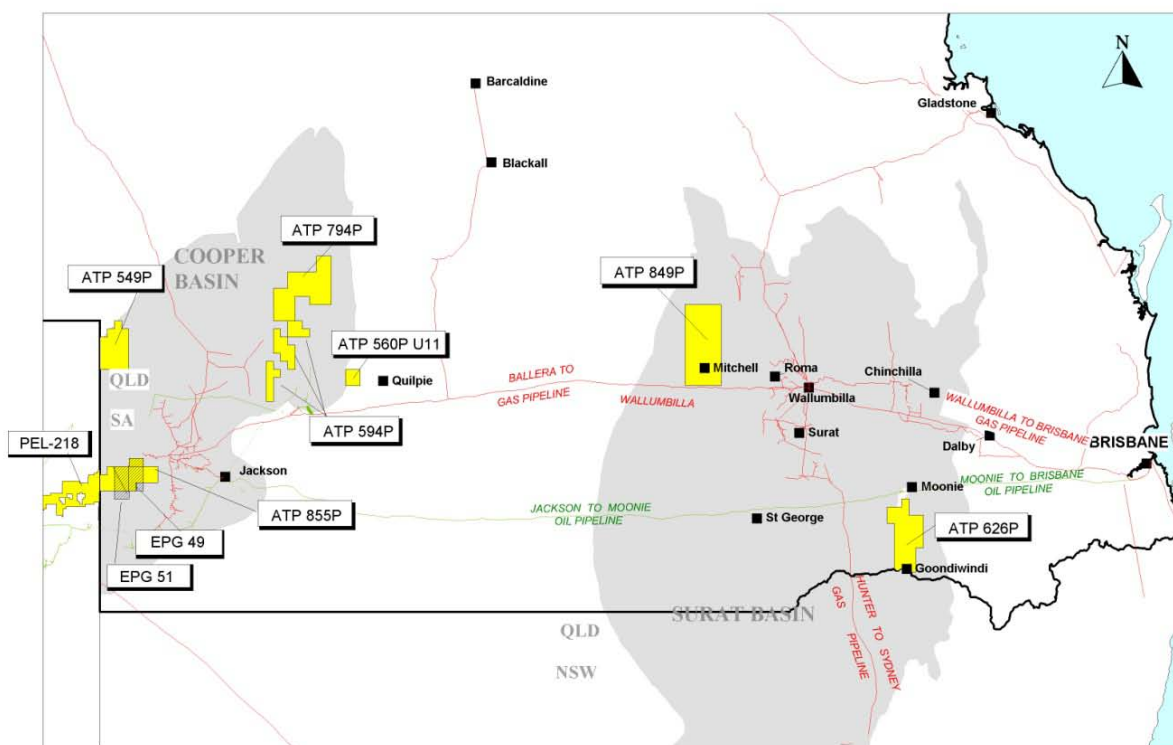 N
Barcaldine
Gladstone
Blackall
ATP 794P
COOPER
BASIN
ATP 549P
ATP 849P
ATP 560P U11
Mitchell
Roma
Chinchilla
QLD
Quilpie
BALLERA TO
GAS PIPELINE
WALLUMBILLA
Wallumbilla
WALLUMBILLA TO BRISBANE
GAS PIPELINE
SA
ATP 594P
Surat
Dalby
BRISBANE
PEL-218
Jackson
Moonie
MOONIE TO BRISBANE
OIL PIPELINE
ATP 855P
JACKSON TO MOONIE
OIL PIPELINE
St George
ATP 626P
EPG 49
EPG 51
Goondiwindi
SURAT BASIN
HUNTER TO SYDNEY
GAS PIPELINE
QLD
NSW